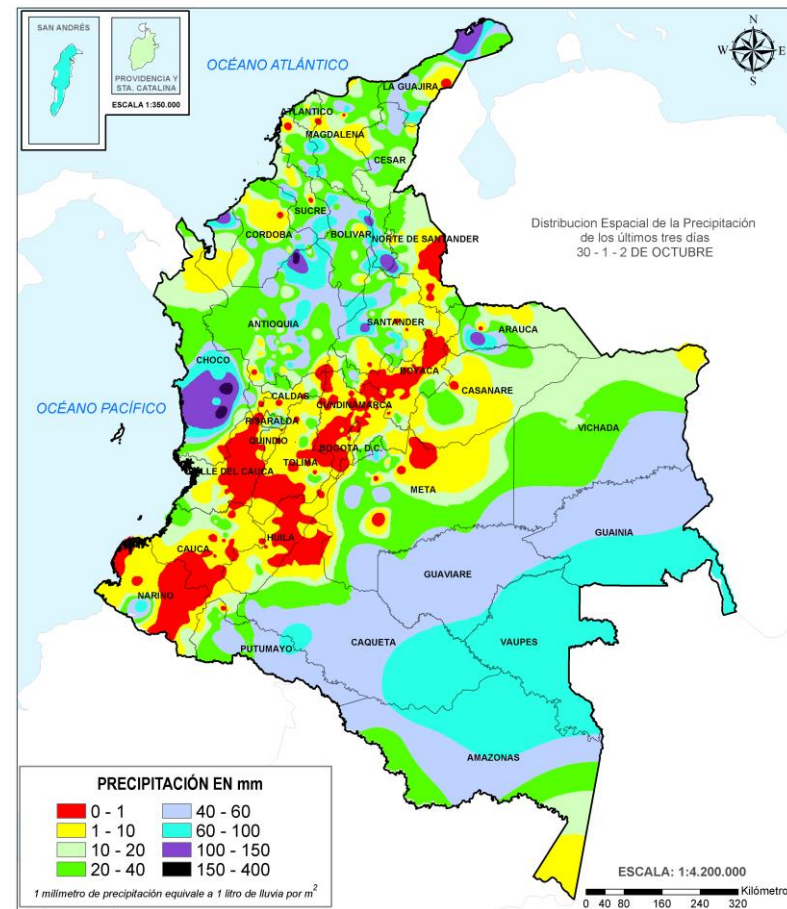 SAN ANDRÉS
PROVIDENCIA Y
STA. CATALINA
ESCALA 1:350.000
OCÉANO ATLÁNTICO
N
W
E
S
LA GUAJIRA
ATLANTICO
MAGDALENA
CESAR
SUCRE
CORDOBA
BOLIVAR
NORTE DE SANTANDER
Distribucion Espacial de la Precipitación
de los últimos tres días
30 - 1 - 2 DE OCTUBRE
ANTIOQUIA
SANTANDER
ARAUCA
CHOCO
BOYACA
OCÉANO PACÍFICO
CALDAS
CUNDINAMARCA
CASANARE
RISARALDA
VICHADA
QUINDIO
BOGOTA, D.C.
TOLIMA
VALLE DEL CAUCA
META
GUAINIA
HUILA
CAUCA
GUAVIARE
NARIÑO
CAQUETA
VAUPES
PUTUMAYO
AMAZONAS
PRECIPITACIÓN EN mm
0 - 1
40 - 60
1 - 10
60 - 100
10 - 20
100 - 150
20 - 40
150 - 400
1 milímetro de precipitación equivale a 1 litro de lluvia por m²
ESCALA: 1:4.200.000
Kilómetros
0 40 80 160 240 320